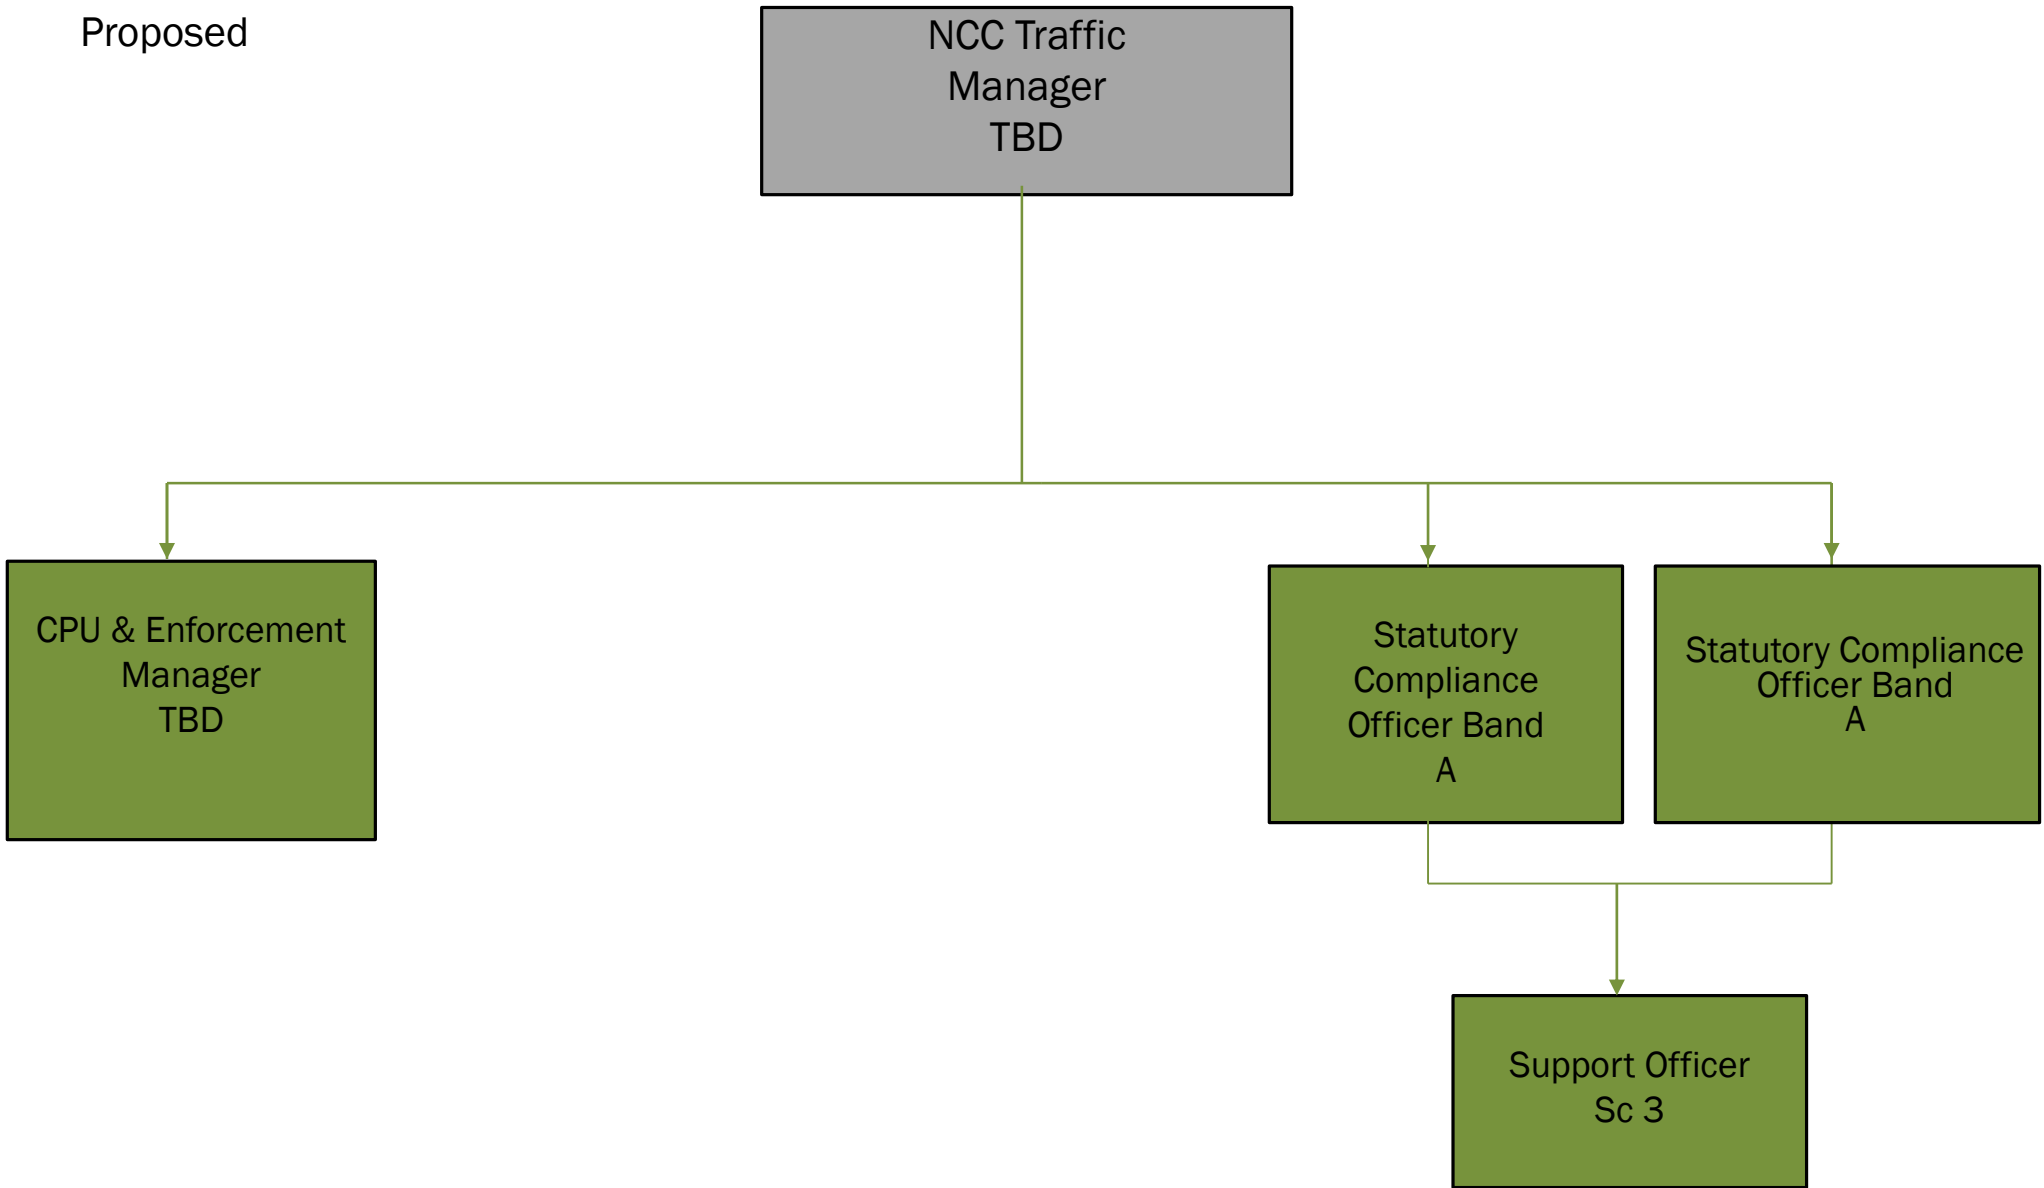 Proposed
NCC Traffic
Manager
TBD
CPU & Enforcement
Manager
TBD
Statutory
Compliance
Officer Band
A
Statutory Compliance
Officer Band
A
Support Officer
Sc 3